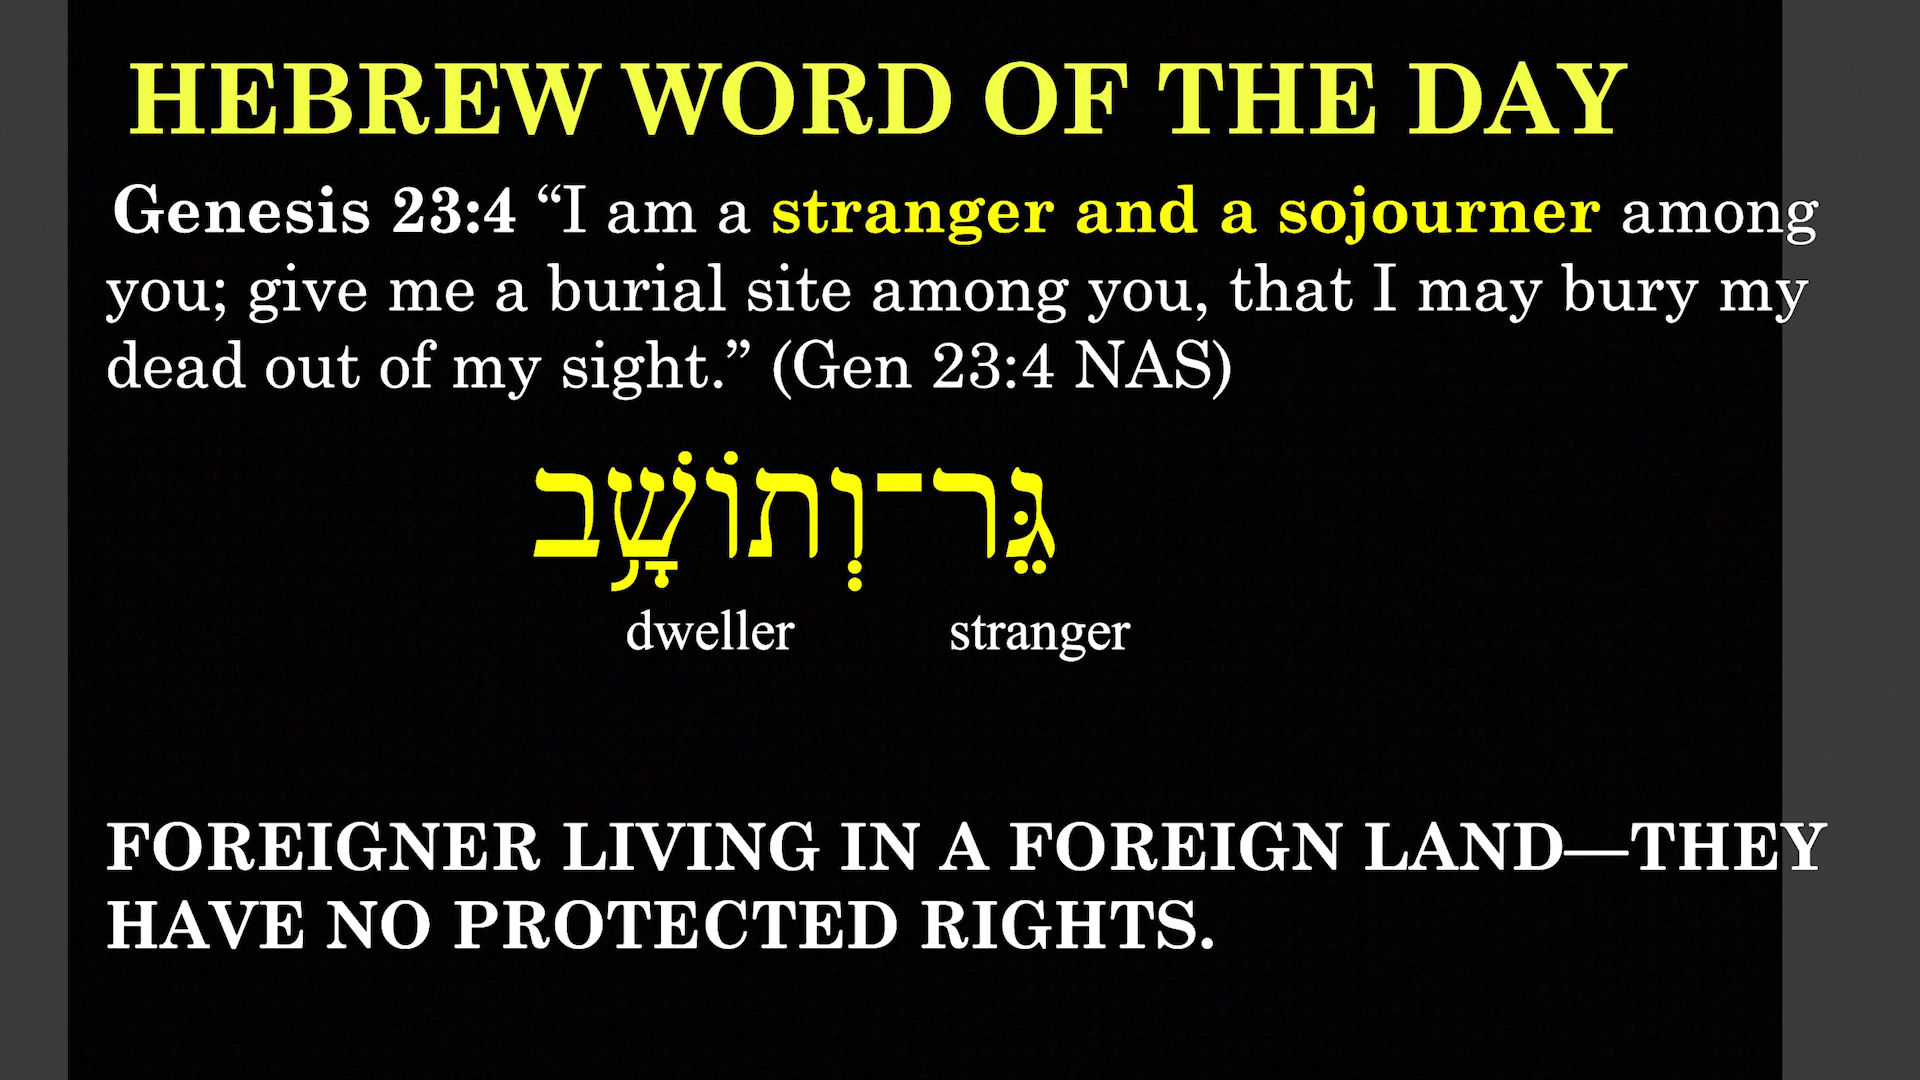 HEBREW WORD OF THE DAY
Genesis 23:4 “I am a stranger and a sojourner among
you; give me a burial site among you, that I may bury my
dead out of my sight.” (Gen 23:4 NAS)
גֵּר־וְתוֹשָׁ֥ב
dweller stranger
FOREIGNER LIVING IN A FOREIGN LAND—THEY
HAVE NO PROTECTED RIGHTS.